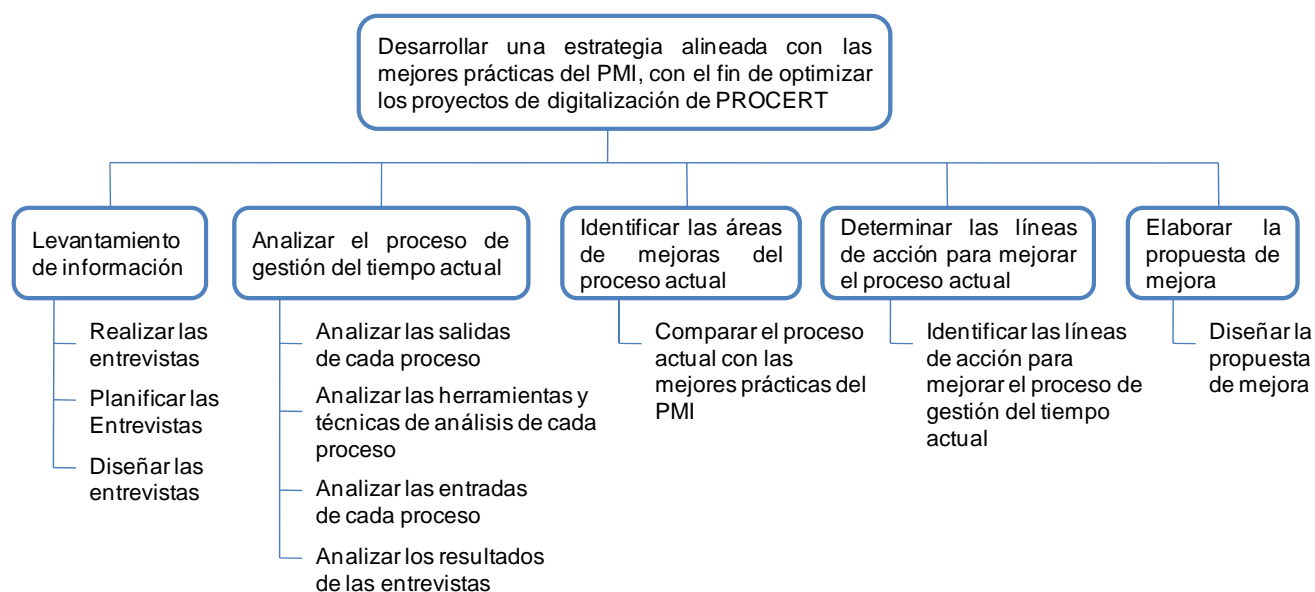 Desarrollar una estrategia alineada con las
mejores prácticas del PMI, con el fin de optimizar
los proyectos de digitalización de PROCERT
Levantamiento
de información
Realizar las
entrevistas
Planificar las
Entrevistas
Diseñar las
entrevistas
Analizar el proceso de
gestión del tiempo actual
Analizar las salidas
de cada proceso
Analizar las herramientas y
técnicas de análisis de cada
proceso
Analizar las entradas
de cada proceso
Analizar los resultados
de las entrevistas
Identificar las áreas
de mejoras del
proceso actual
Comparar el proceso
actual con las
mejores prácticas del
PMI
Determinar las líneas
de acción para mejorar
el proceso actual
Identificar las líneas
de acción para
mejorar el proceso de
gestión del tiempo
actual
Elaborar la
propuesta de
mejora
Diseñar la
propuesta
de mejora